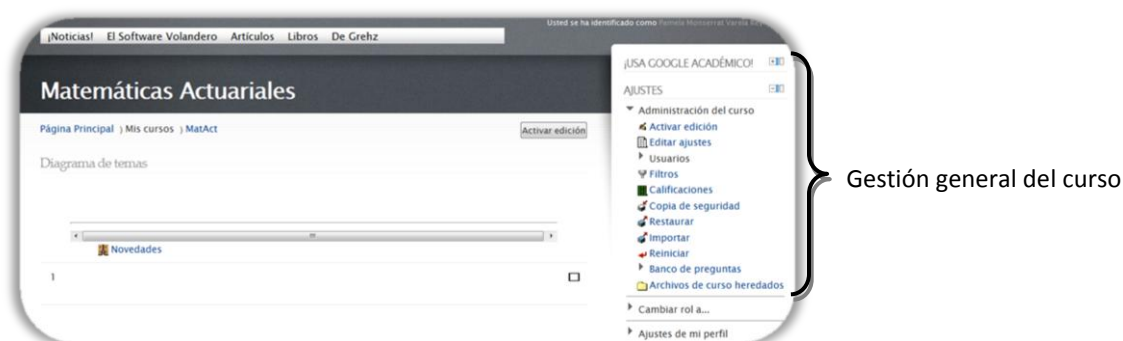 Usted se ha identificado como Pamela Monserrat Varela
¡Noticias! El Software Volandero Artículos Libros De Grehz
Matemáticas Actuariales
Página Principal Mis cursos MatAct
Activar edición
Diagrama de temas
Novedades
1
¡USA GOOGLE ACADÉMICO!
AJUSTES
Administración del curso
Activar edición
Editar ajustes
Usuarios
Filtros
Calificaciones
Copia de seguridad
Restaurar
Importar
Reiniciar
Banco de preguntas
Archivos de curso heredados
Cambiar rol a...
Ajustes de mi perfil
Gestión general del curso